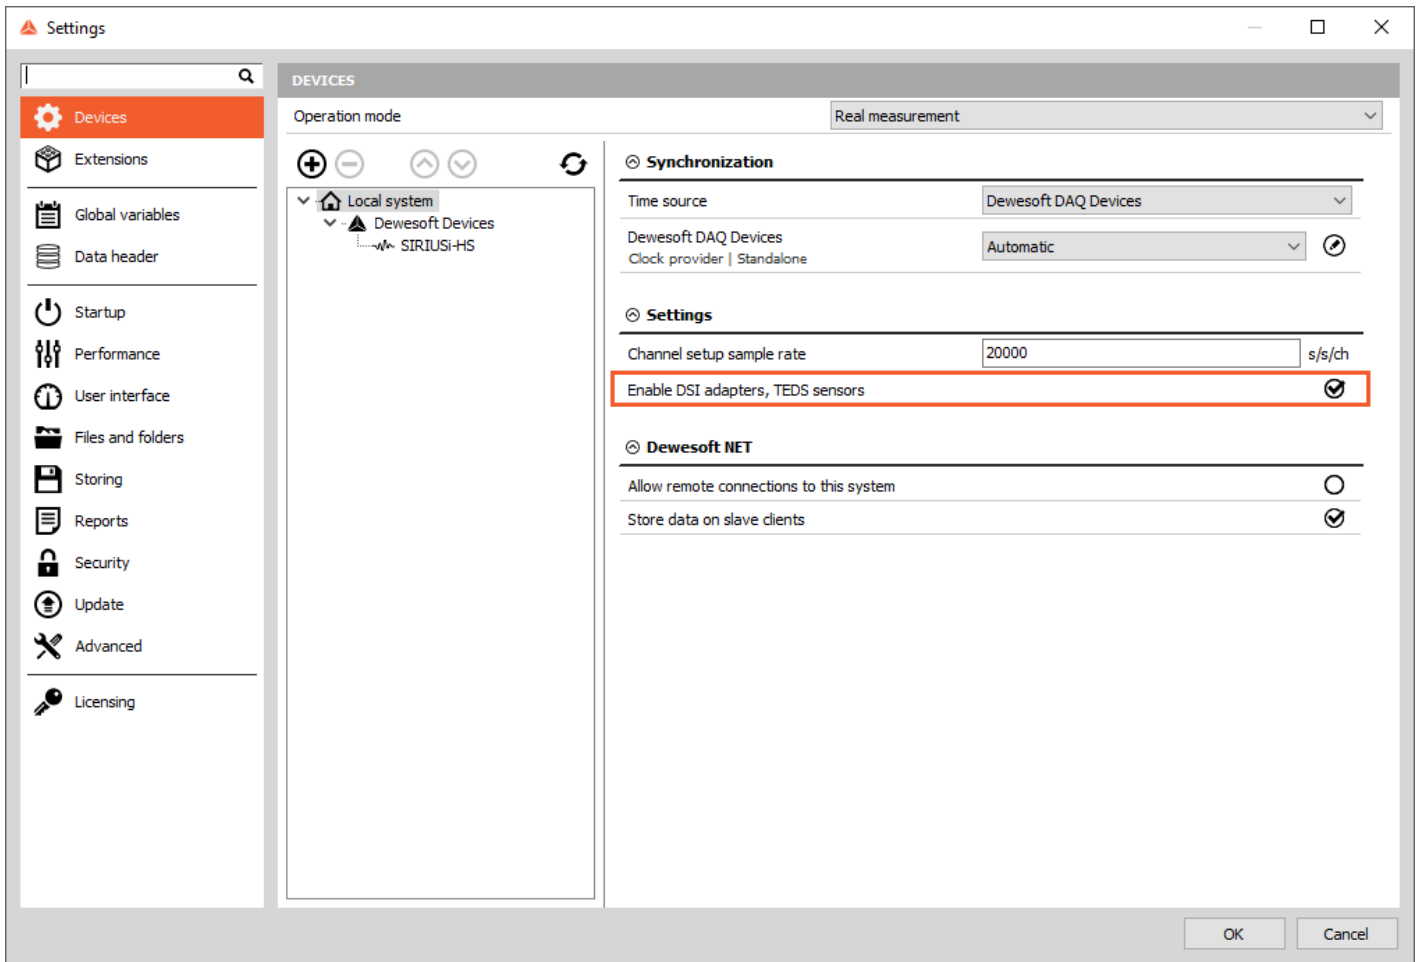 Settings
DEVICES
Devices
Extensions
Global variables
Data header
Startup
Performance
User interface
Files and folders
Storing
Reports
Security
Update
Advanced
Licensing
Operation mode
Real measurement
Local system
Dewesoft Devices
SIRIUSi-HS
Synchronization
Time source
Dewesoft DAQ Devices
Dewesoft DAQ Devices
Clock provider | Standalone
Automatic
Settings
Channel setup sample rate
20000
s/s/ch
Enable DSI adapters, TEDS sensors
Dewesoft NET
Allow remote connections to this system
Store data on slave clients
OK
Cancel